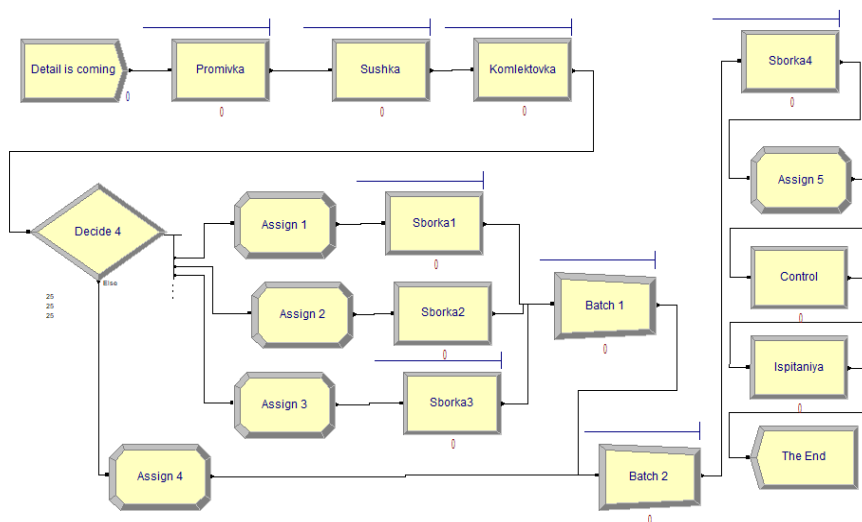 Detail is coming
0
Promivka
0
Sushka
0
Komlektovka
0
Decide 4
Else
25
25
25
Assign 1
Sborka1
0
Assign 2
Sborka2
0
Assign 3
Sborka3
0
Assign 4
Batch 1
0
Batch 2
0
Sborka4
0
Assign 5
Control
0
Ispitaniya
0
The End